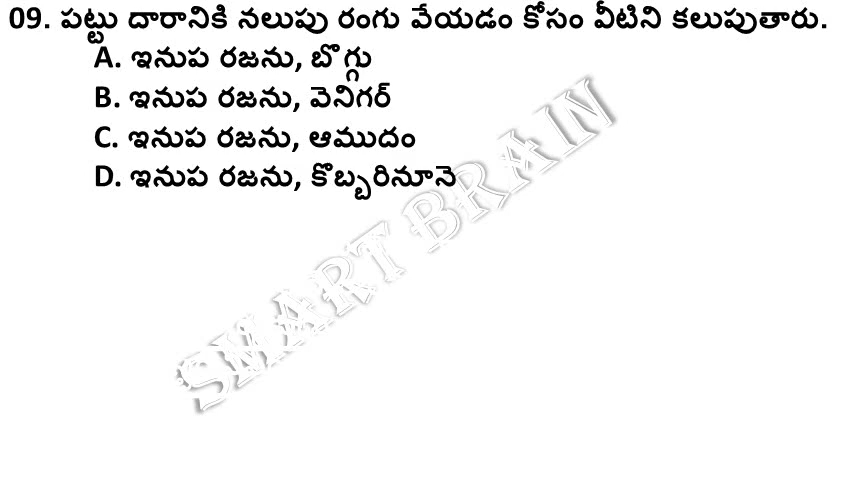 09. పట్టు దారానికి నలుపు రంగు వేయడం కోసం వీటిని కలుపుతారు.
A. ఇనుప రజను, బొగ్గు
B. ఇనుప రజను, వెనిగర్
C. ఇనుప రజను, ఆముదం
D. ఇనుప రజను, కొబ్బరినూనె
SMART BRAIN